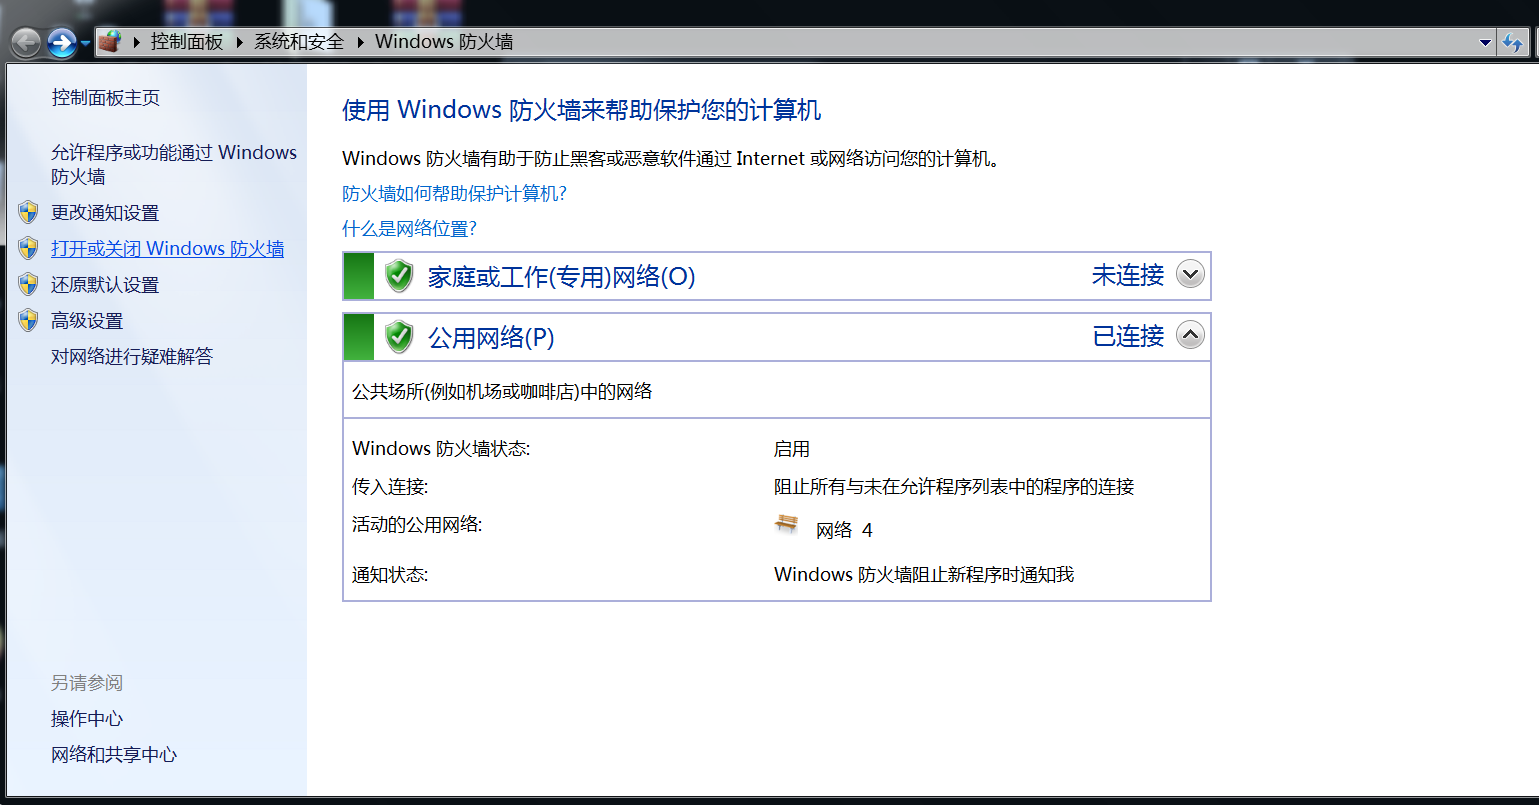 控制面板 系统和安全 Windows 防火墙
控制面板主页
允许程序或功能通过 Windows
防火墙
更改通知设置
打开或关闭 Windows 防火墙
还原默认设置
高级设置
对网络进行疑难解答
另请参阅
操作中心
网络和共享中心
使用 Windows 防火墙来帮助保护您的计算机
Windows 防火墙有助于防止黑客或恶意软件通过 Internet 或网络访问您的计算机。
防火墙如何帮助保护计算机?
什么是网络位置?
家庭或工作(专用)网络(O) 未连接
公用网络(P) 已连接
公共场所(例如机场或咖啡店)中的网络
Windows 防火墙状态: 启用
传入连接: 阻止所有与未在允许程序列表中的程序的连接
活动的公用网络: 网络 4
通知状态: Windows 防火墙阻止新程序时通知我